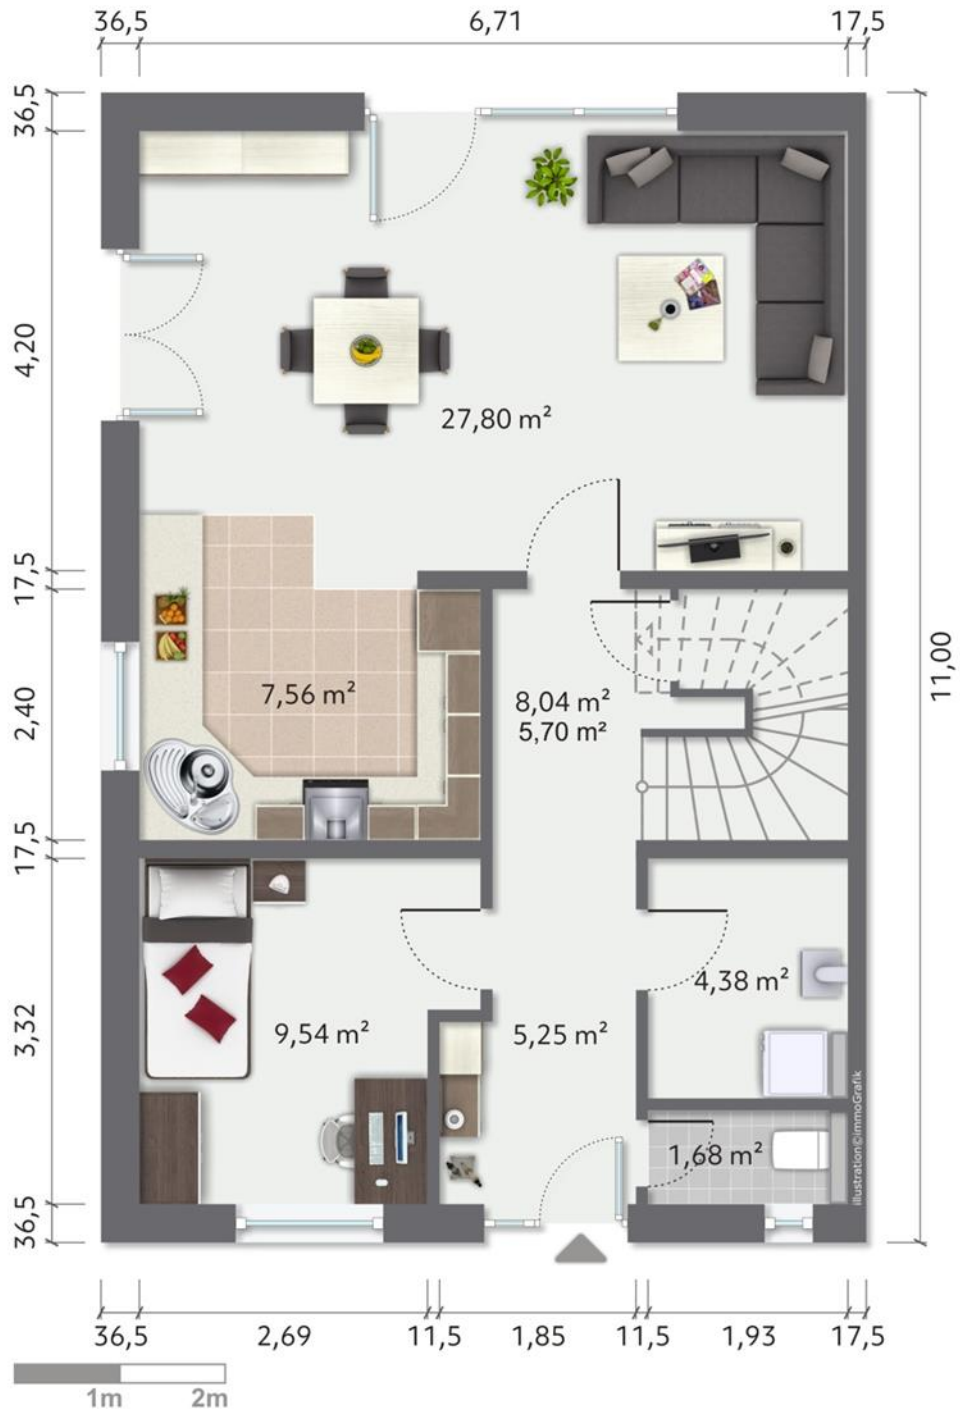 36,5
6,71
17,5
36,5
4,20
27,80 m²
17,5
2,40
7,56 m²
8,04 m²
5,70 m²
11,00
17,5
3,32
9,54 m²
5,25 m²
4,38 m²
1,68 m²
illustration©immoGrafik
36,5
36,5
2,69
11,5
1,85
11,5
1,93
17,5
1m
2m